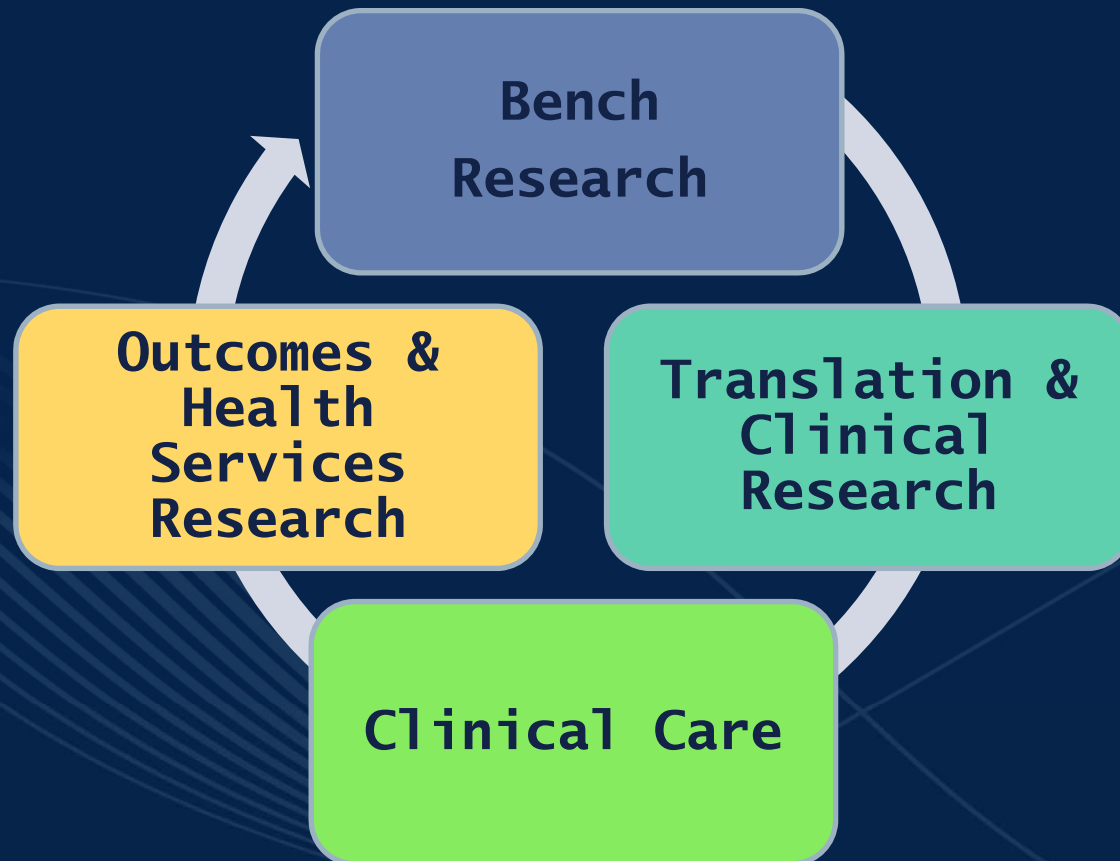 Bench
Research
Outcomes &
Health
Services
Research
Translation &
Clinical
Research
Clinical Care